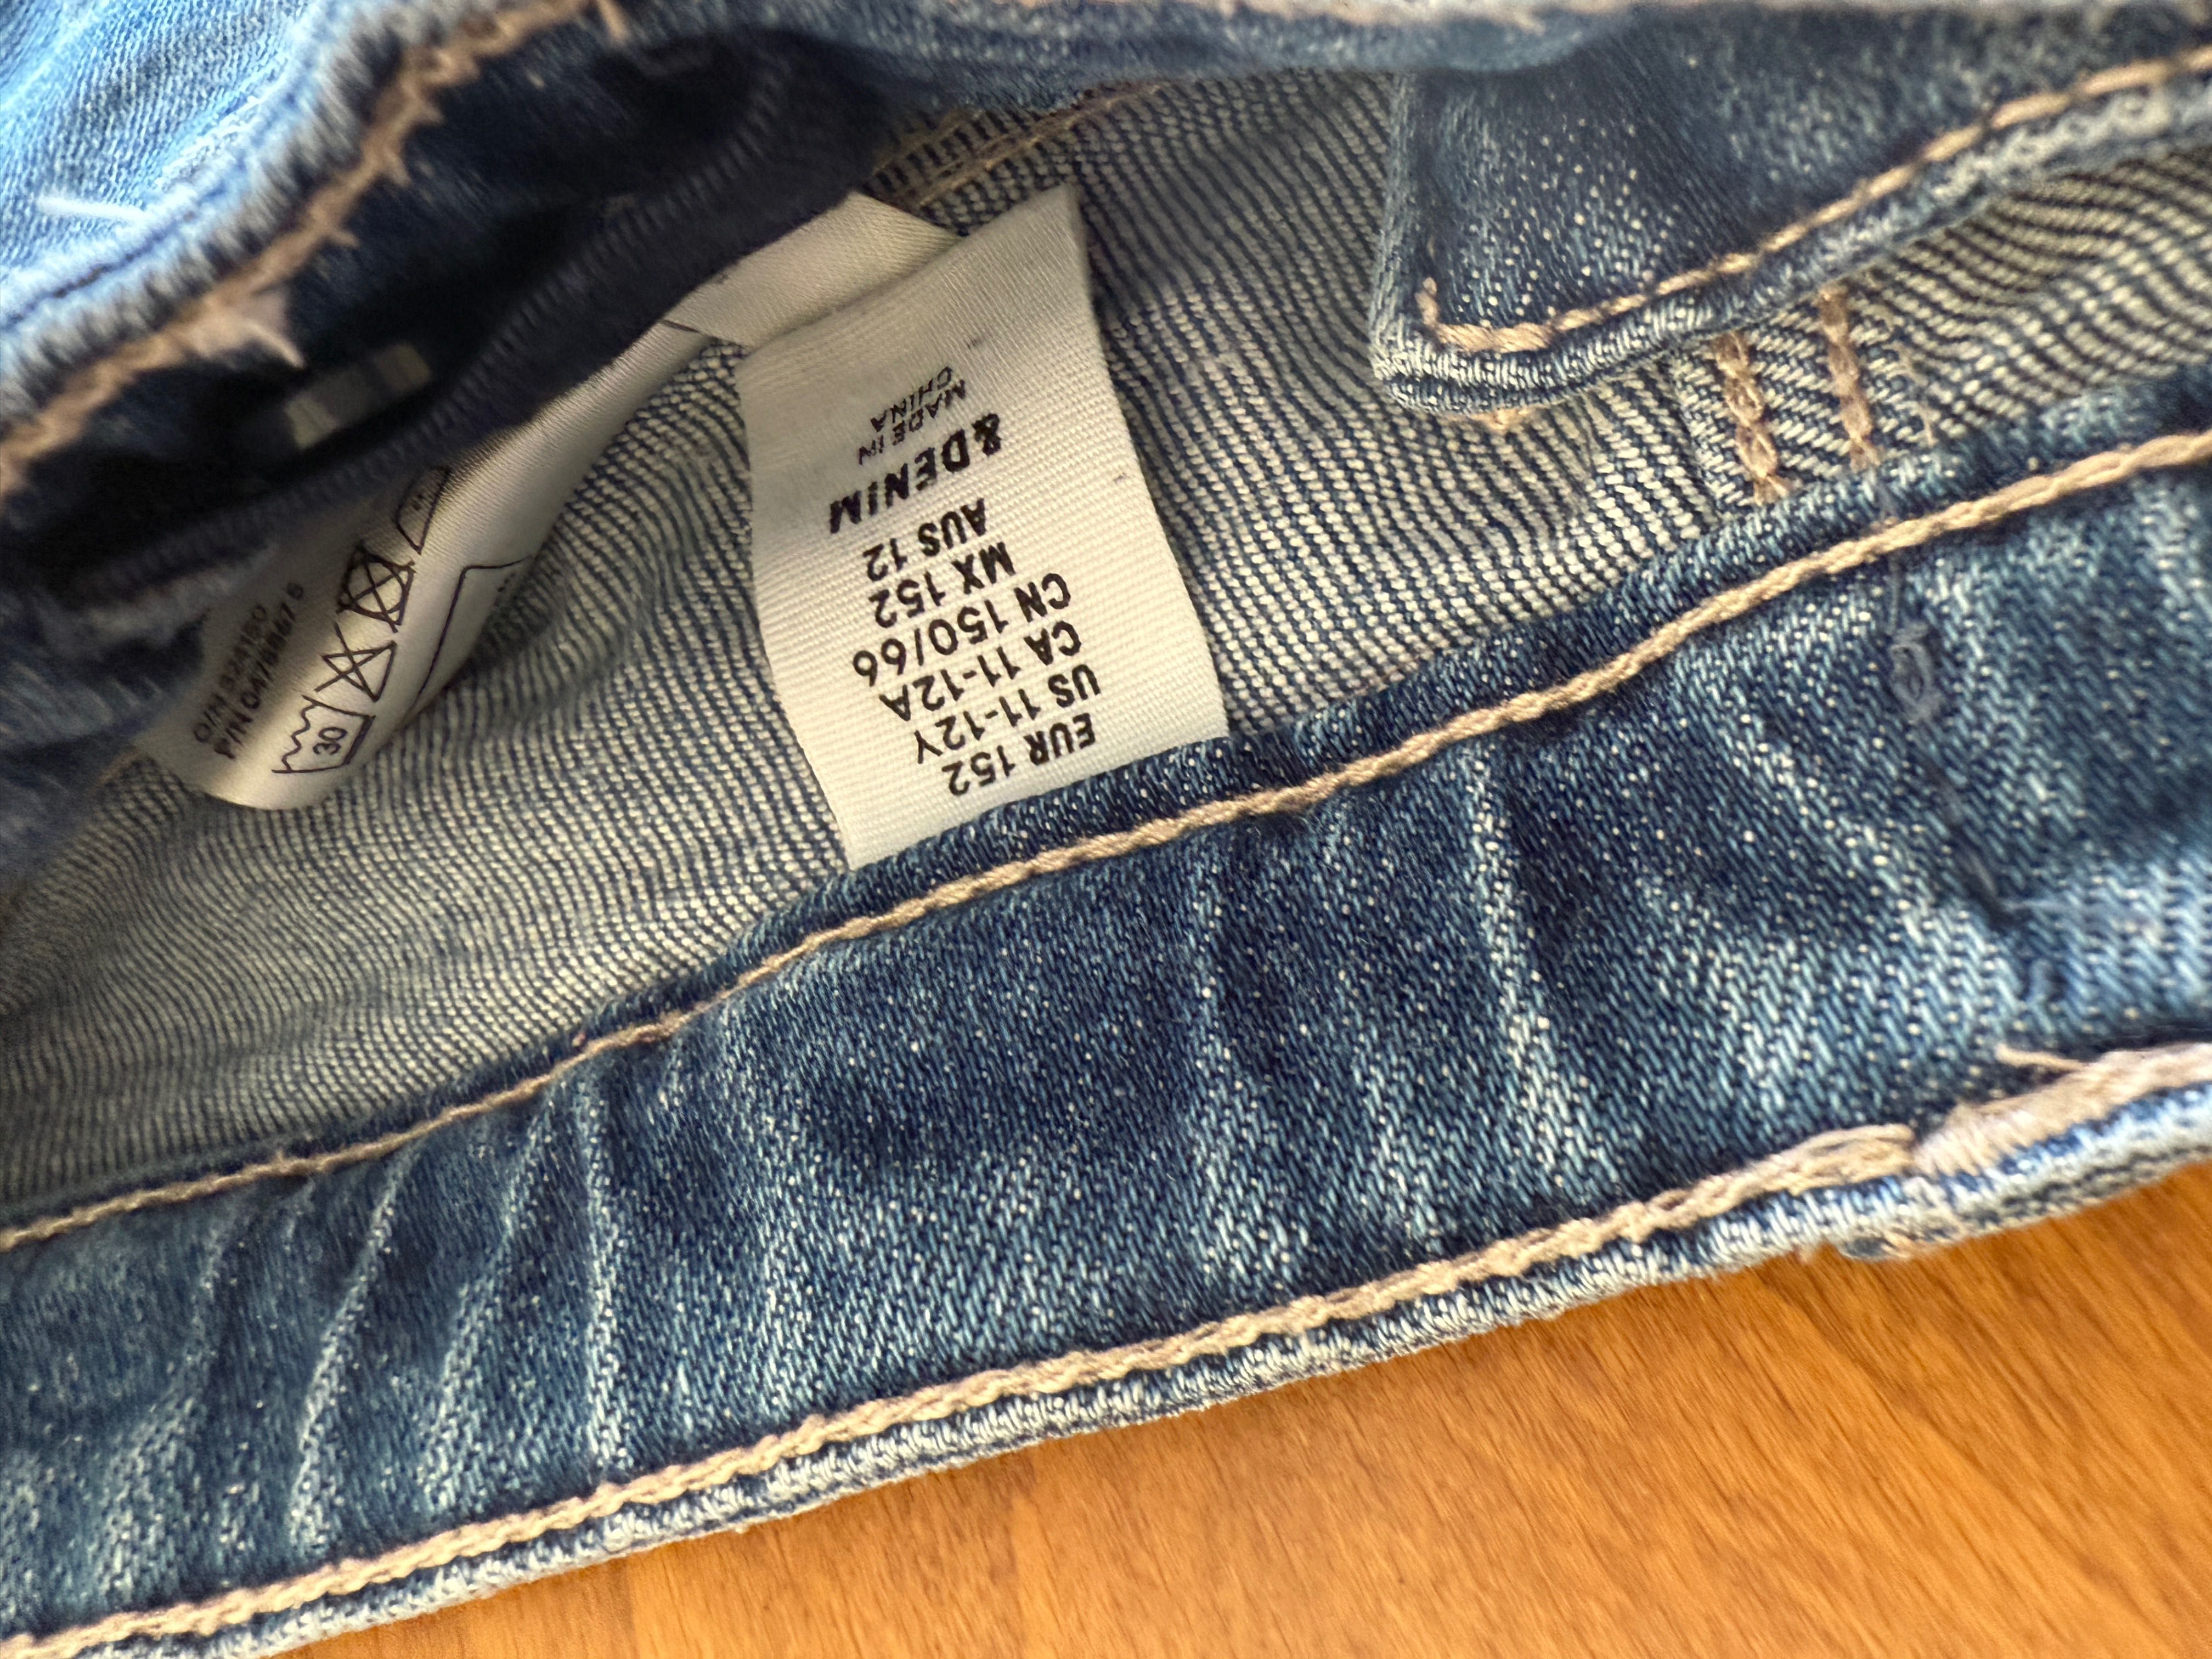 EUR 152
US 11-12Y
CA 11-12A
CN 150/66
MX 152
AUS 12
&DENIM
MADE IN
CHINA
30